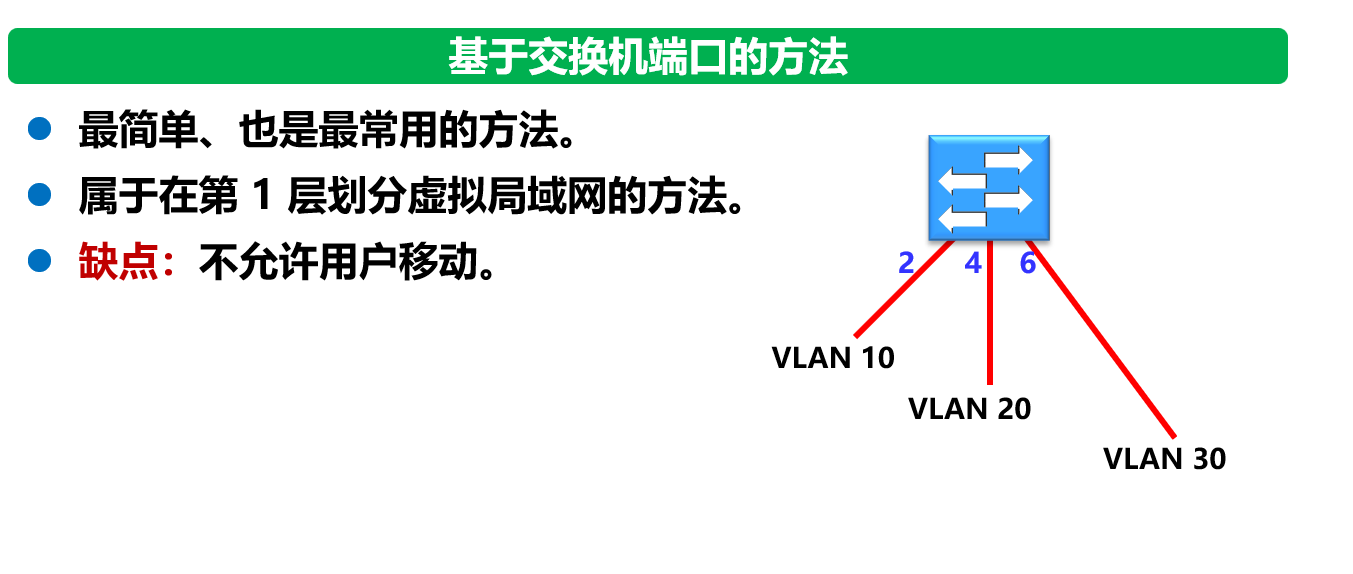 基于交换机端口的方法
最简单、也是最常用的方法。
属于在第 1 层划分虚拟局域网的方法。
缺点：不允许用户移动。
2 4 6
VLAN 10
VLAN 20
VLAN 30